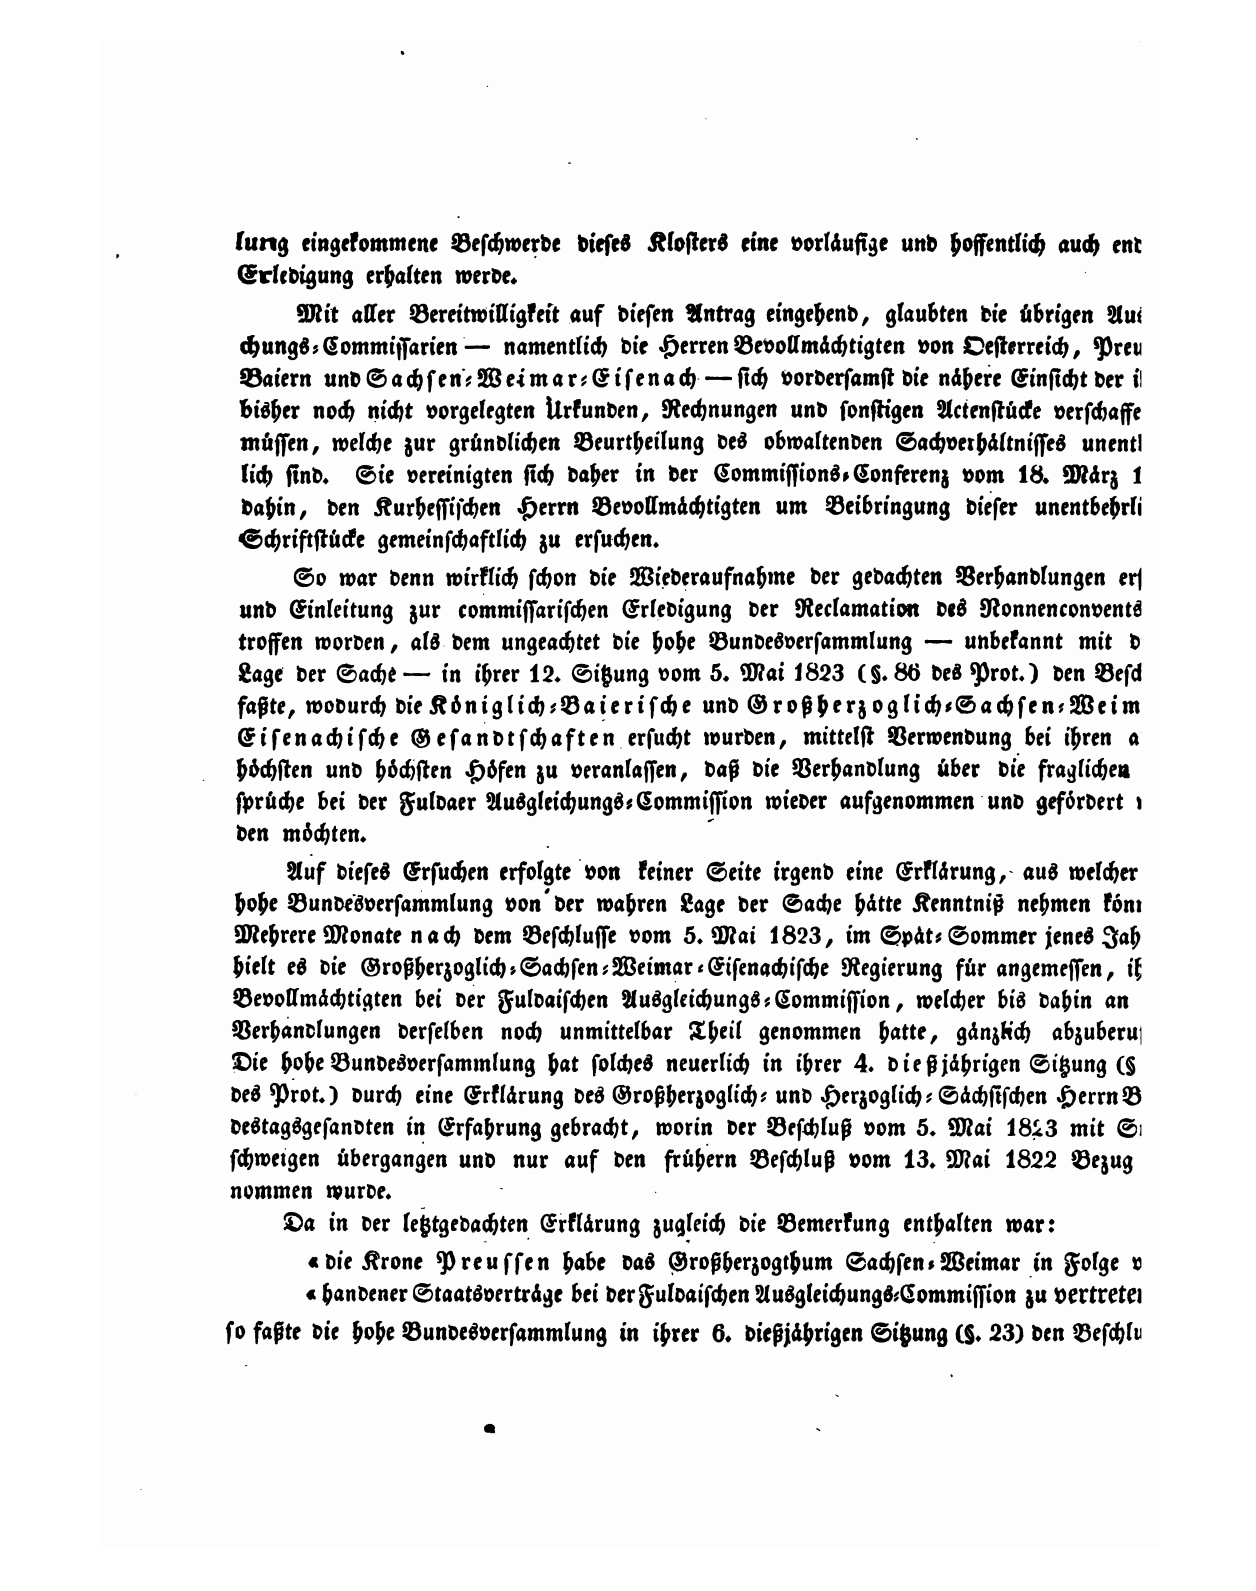 lung eingekommene Beschwerde dieses Klosters eine vorläufige und hoffentlich auch end
Erledigung erhalten werde.
Mit aller Bereitwilligkeit auf diesen Antrag eingehend, glaubten die übrigen Aus
chungs-Commissarien — namentlich die Herren Bevollmächtigten von Oesterreich, Preu
Baiern und Sachsen-Weimar-Eisenach — sich vordersamst die nähere Einsicht der i
bisher noch nicht vorgelegten Urkunden, Rechnungen und sonstigen Actenstücke verschaffe
müssen, welche zur gründlichen Beurtheilung des obwaltenden Sachverhältnisses unent
lich sind. Sie vereinigten sich daher in der Commissions-Conferenz vom 18. März 1
dahin, den Kurhessischen Herrn Bevollmächtigten um Beibringung dieser unentbehrli
Schriftstücke gemeinschaftlich zu ersuchen.
So war denn wirklich schon die Wiederaufnahme der gedachten Verhandlungen er
und Einleitung zur commissarischen Erledigung der Reclamation des Nonnenconvents
troffen worden, als dem ungeachtet die hohe Bundesversammlung — unbekannt mit d
Lage der Sache — in ihrer 12. Sitzung vom 5. Mai 1823 (§. 86 des Prot.) den Besch
faßte, wodurch die Königlich-Baierische und Großherzoglich-Sachsen-Weim
Eisenachische Gesandtschaften ersucht wurden, mittelst Verwendung bei ihren a
höchsten und höchsten Höfen zu veranlassen, daß die Verhandlung über die fraglichen
sprüche bei der Fuldaer Ausgleichungs-Commission wieder aufgenommen und gefördert
den möchten.
Auf dieses Ersuchen erfolgte von keiner Seite irgend eine Erklärung, aus welcher
hohe Bundesversammlung von der wahren Lage der Sache hätte Kenntniß nehmen kön
Mehrere Monate nach dem Beschlusse vom 5. Mai 1823, im Spät-Sommer jenes Jah
hielt es die Großherzoglich-Sachsen-Weimar-Eisenachische Regierung für angemessen, ih
Bevollmächtigten bei der Fuldaischen Ausgleichungs-Commission, welcher bis dahin an
Verhandlungen derselben noch unmittelbar Theil genommen hatte, gänzlich abzuberu
Die hohe Bundesversammlung hat solches neuerlich in ihrer 4. dießjährigen Sitzung (§
des Prot.) durch eine Erklärung des Großherzoglich- und Herzoglich-Sächsischen Herrn B
destagsgesandten in Erfahrung gebracht, worin der Beschluß vom 5. Mai 1823 mit S
schweigen übergangen und nur auf den frühern Beschluß vom 13. Mai 1822 Bezug
nommen wurde.
Da in der letztgedachten Erklärung zugleich die Bemerkung enthalten war:
« die Krone Preussen habe das Großherzogthum Sachsen-Weimar in Folge v
« handener Staatsverträge bei der Fuldaischen Ausgleichungs-Commission zu vertreten
so faßte die hohe Bundesversammlung in ihrer 6. dießjährigen Sitzung (§. 23) den Beschlu